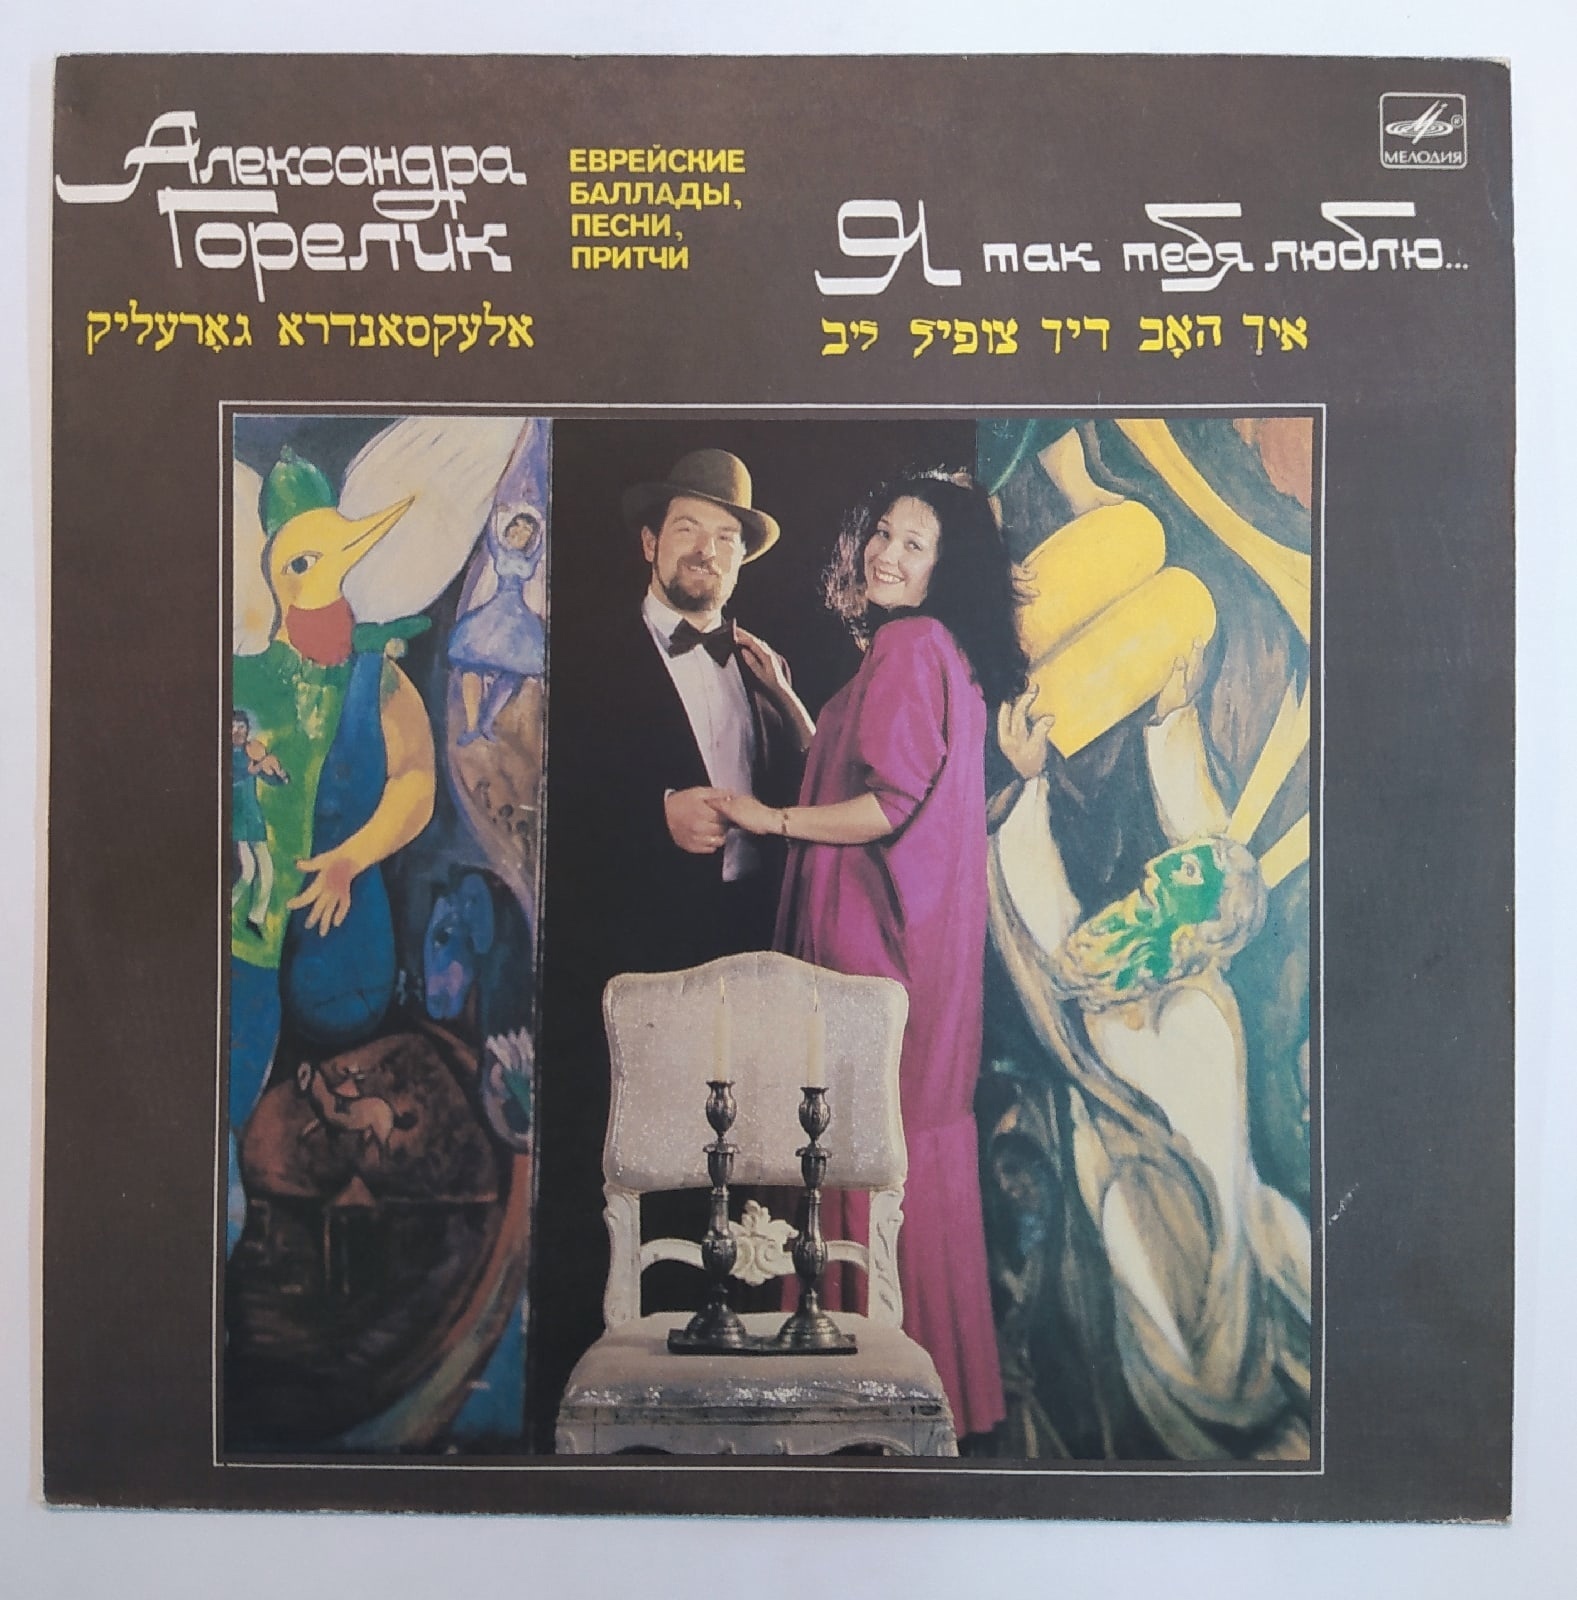 Александра
Горелик
אלעקסאנדרא גאָרעליק
ЕВРЕЙСКИЕ
БАЛЛАДЫ,
ПЕСНИ,
ПРИТЧИ
Я так тебя люблю...
איך האָב דיך צופיל ליב
МЕЛОДИЯ